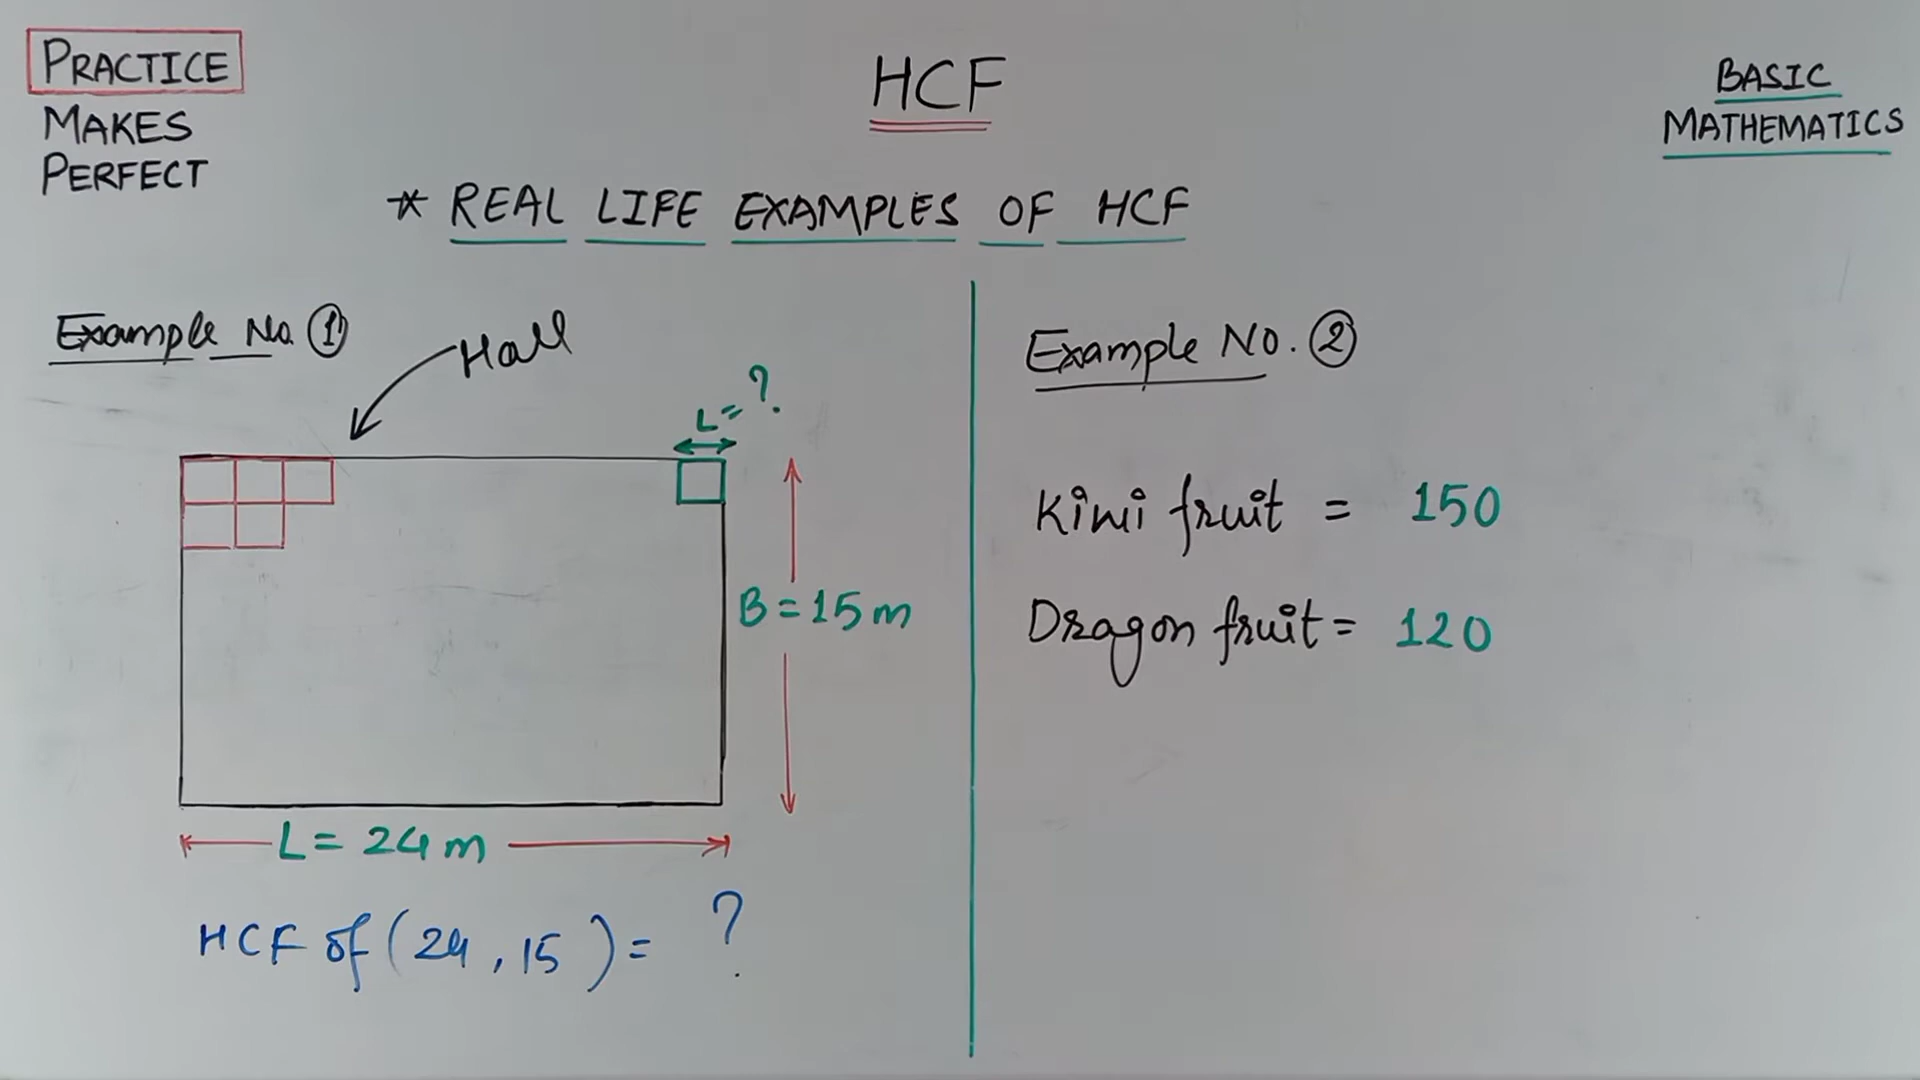 PRACTICE
MAKES
PERFECT
HCF
BASIC
MATHEMATICS
* REAL LIFE EXAMPLES OF HCF
Example No. ①
Hall
L = ?
B = 15 m
L = 24 m
HCF of (24, 15) = ?
Example No. ②
Kiwi fruit = 150
Dragon fruit = 120